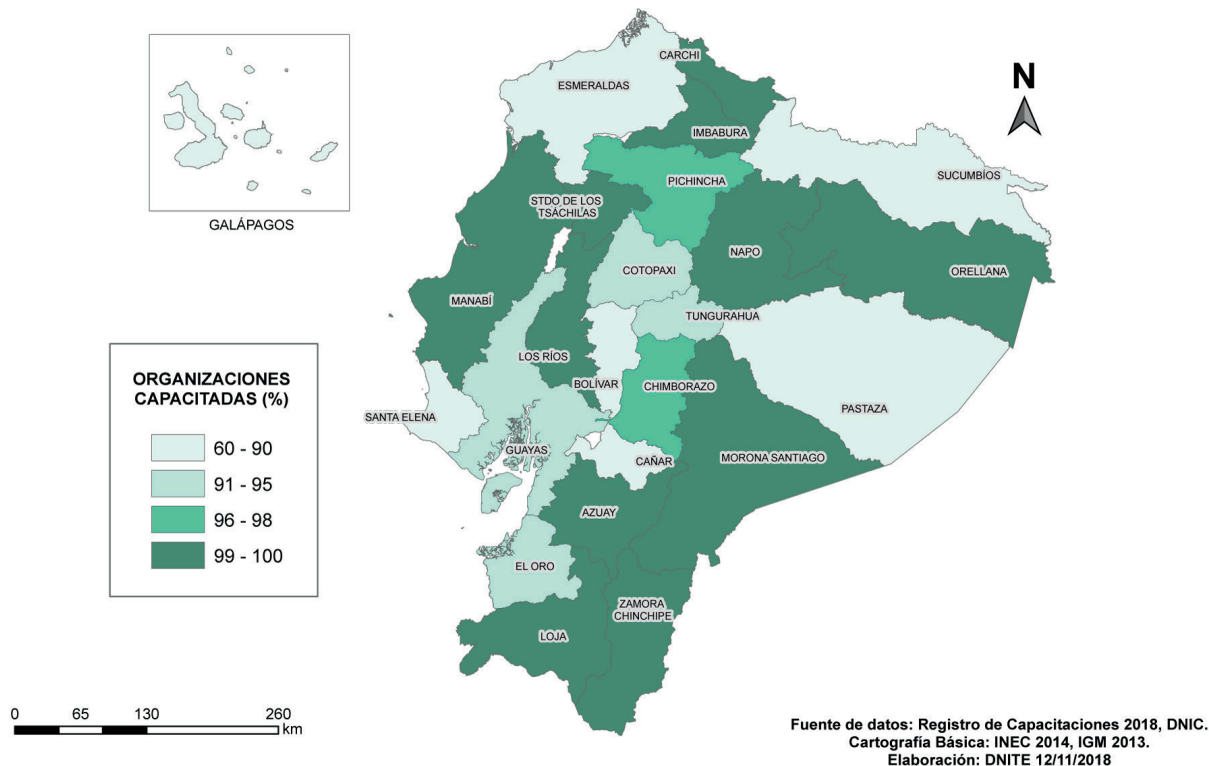 CARCHI
ESMERALDAS
N
IMBABURA
SUCUMBÍOS
PICHINCHA
STDO DE LOS
TSÁCHILAS
GALÁPAGOS
NAPO
COTOPAXI
ORELLANA
MANABÍ
TUNGURAHUA
LOS RÍOS
ORGANIZACIONES
CAPACITADAS (%)
BOLÍVAR
CHIMBORAZO
PASTAZA
SANTA ELENA
60 - 90
GUAYAS
CAÑAR
MORONA SANTIAGO
91 - 95
96 - 98
AZUAY
99 - 100
EL ORO
ZAMORA
CHINCHIPE
LOJA
0 65 130 260
km
Fuente de datos: Registro de Capacitaciones 2018, DNIC.
Cartografía Básica: INEC 2014, IGM 2013.
Elaboración: DNITE 12/11/2018